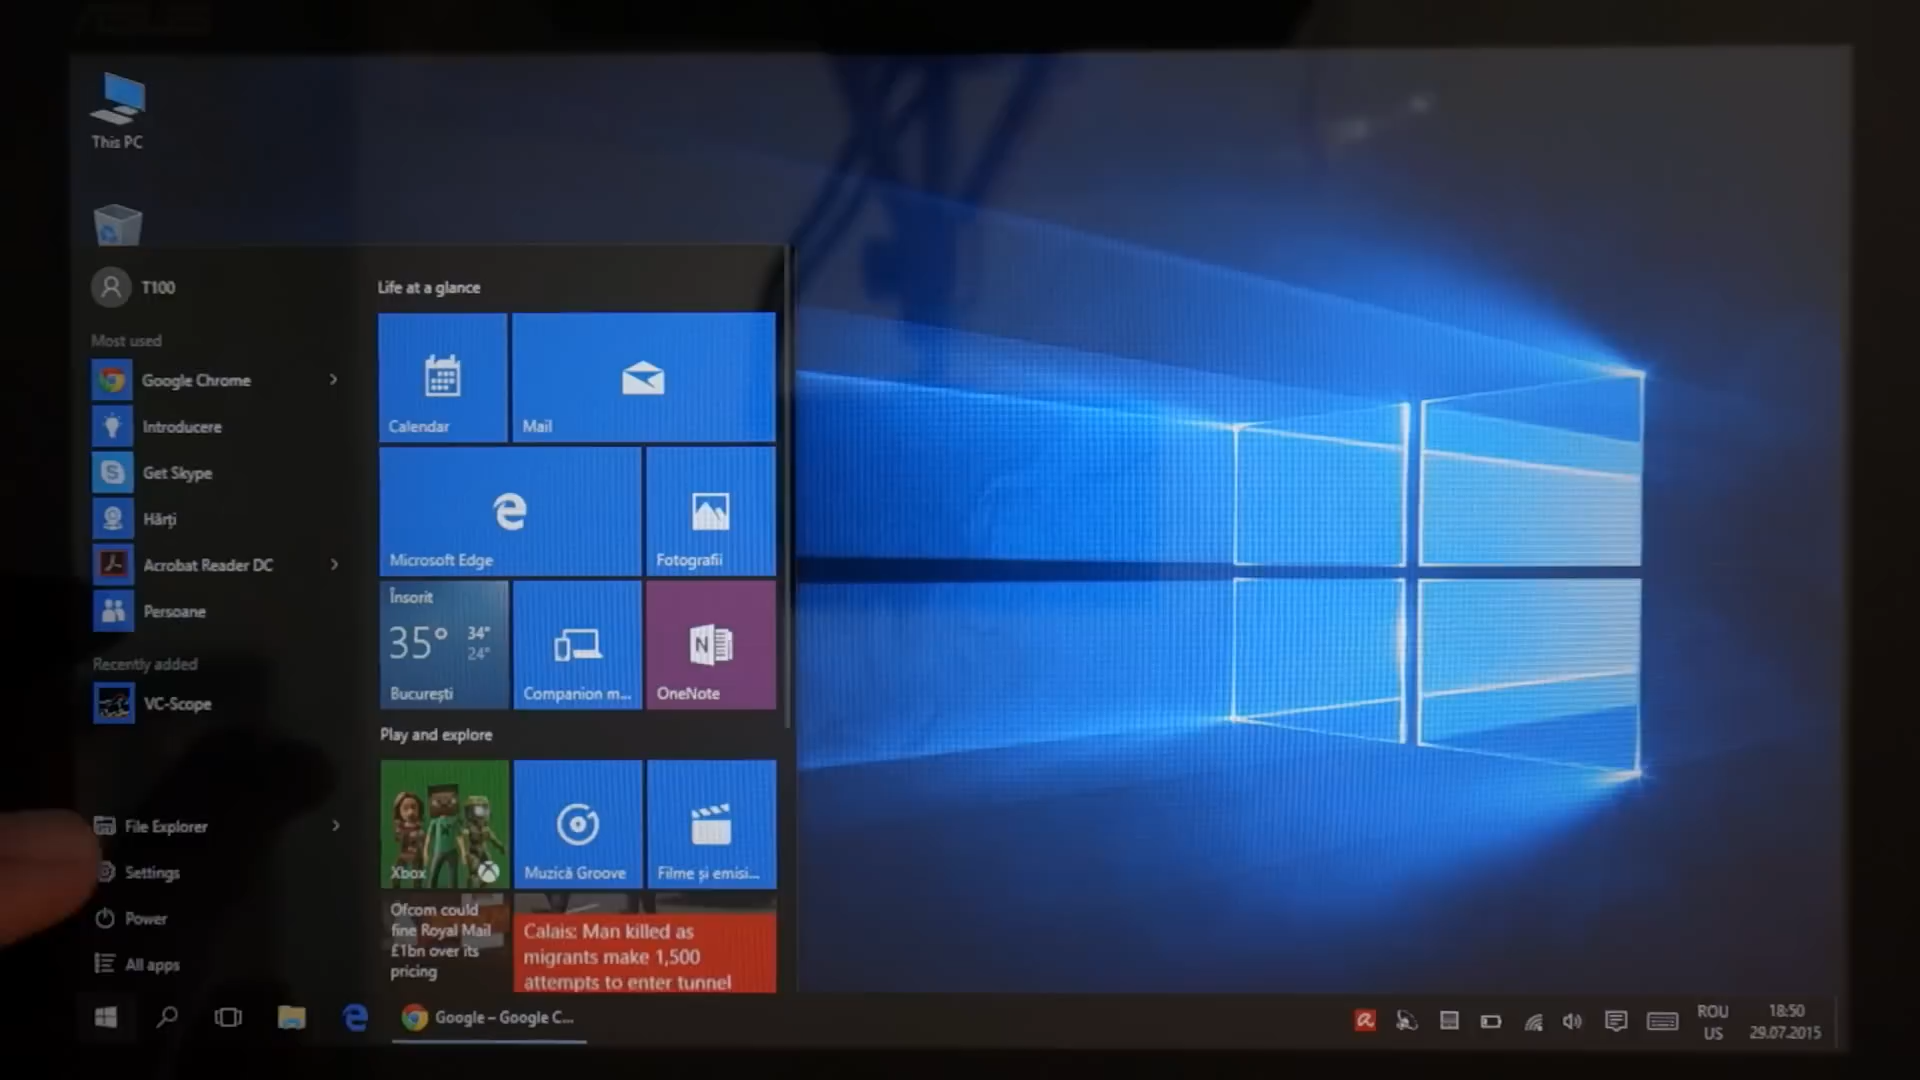 ASUS
This PC
T100
Most used
Google Chrome
Introducere
Get Skype
Hărți
Acrobat Reader DC
Persoane
Recently added
VC-Scope
File Explorer
Settings
Power
All apps
Life at a glance
Calendar
Mail
Microsoft Edge
Fotografii
Însorit
35° 34°
24°
București
Companion m...
N
OneNote
Play and explore
Xbox
Muzică Groove
Filme și emisi...
Ofcom could
fine Royal Mail
£1bn over its
pricing
Calais: Man killed as
migrants make 1,500
attempts to enter tunnel
Google – Google C...
ROU
US
18:50
29.07.2015